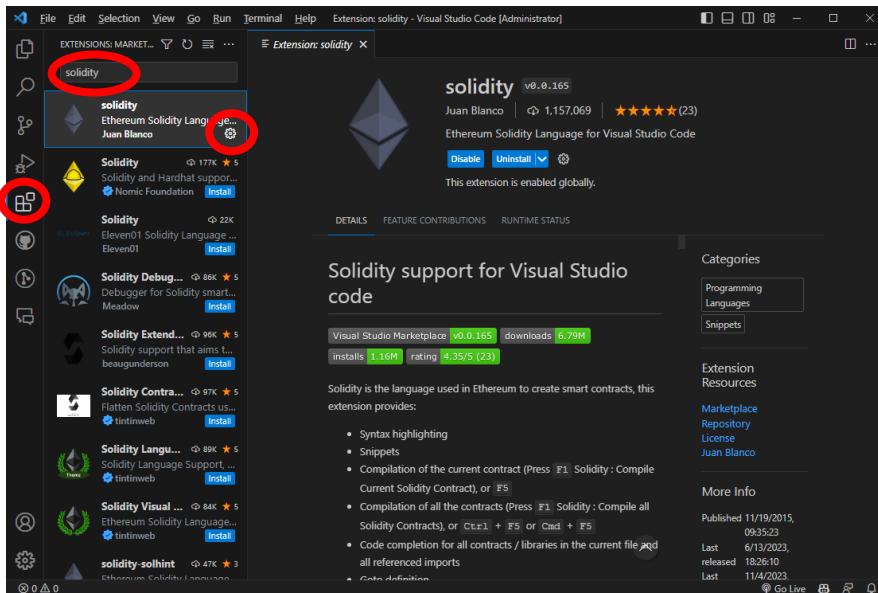 File Edit Selection View Go Run Terminal Help Extension: solidity - Visual Studio Code [Administrator]
EXTENSIONS: MARKET...
solidity
solidity
Ethereum Solidity Language...
Juan Blanco
Solidity 177K ★ 5
Solidity and Hardhat suppor...
Nomic Foundation Install
Solidity 22K
Eleven01 Solidity Language ...
Eleven01 Install
Solidity Debug... 86K ★ 5
Debugger for Solidity smart...
Meadow Install
Solidity Extend... 96K ★ 5
Solidity support that aims t...
beaugunderson Install
Solidity Contra... 97K ★ 5
Flatten Solidity Contracts us...
tintinweb Install
Solidity Langu... 89K ★ 5
Solidity Language Support, ...
tintinweb Install
Solidity Visual ... 84K ★ 5
Ethereum Solidity Language...
tintinweb Install
solidity-solhint 47K ★ 3
Ethereum Solidity Language
Extension: solidity
solidity v0.0.165
Juan Blanco 1,157,069 ★★★★★(23)
Ethereum Solidity Language for Visual Studio Code
Disable Uninstall
This extension is enabled globally.
DETAILS FEATURE CONTRIBUTIONS RUNTIME STATUS
Solidity support for Visual Studio
code
Visual Studio Marketplace v0.0.165 downloads 6.79M
installs 1.16M rating 4.35/5 (23)
Solidity is the language used in Ethereum to create smart contracts, this
extension provides:
• Syntax highlighting
• Snippets
• Compilation of the current contract (Press F1 Solidity : Compile
Current Solidity Contract), or F5
• Compilation of all the contracts (Press F1 Solidity : Compile all
Solidity Contracts), or Ctrl + F5 or Cmd + F5
• Code completion for all contracts / libraries in the current file and
all referenced imports
• Goto definition
Categories
Programming
Languages
Snippets
Extension
Resources
Marketplace
Repository
License
Juan Blanco
More Info
Published 11/19/2015,
09:35:23
Last 6/13/2023,
released 18:26:10
Last 11/4/2023,
0 0 Go Live